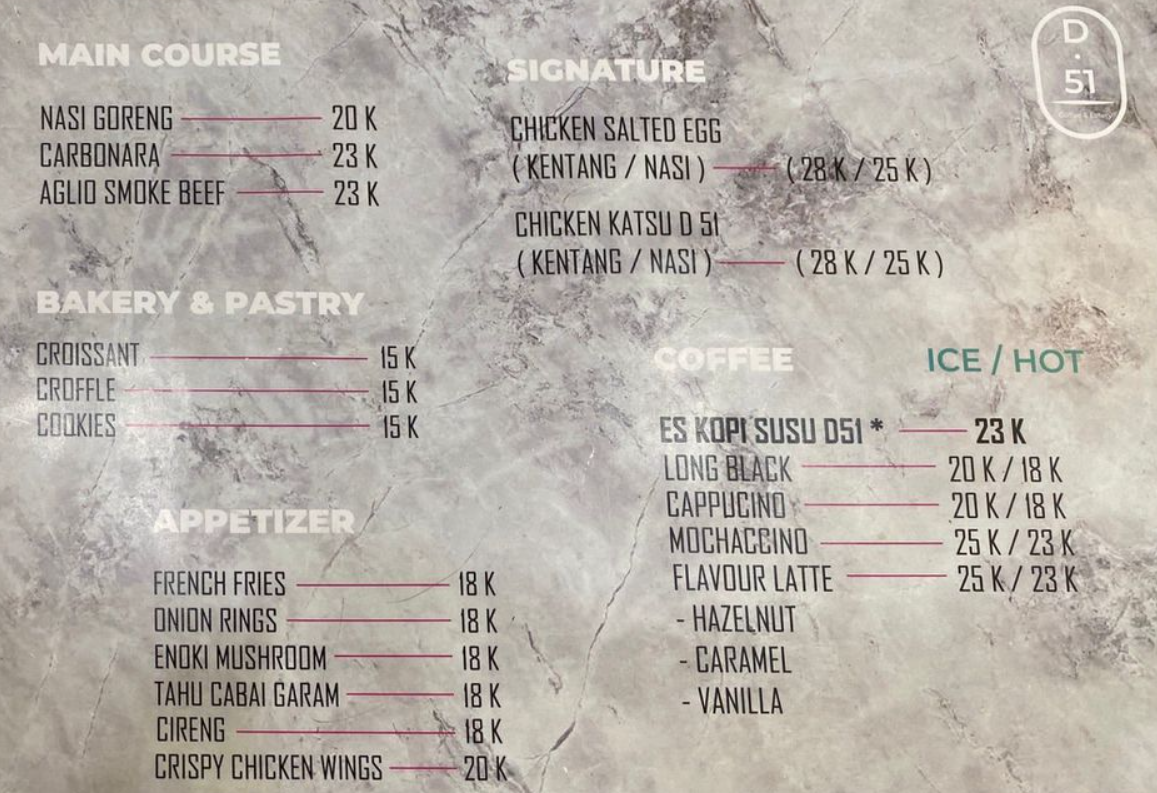 MAIN COURSE
NASI GORENG 20 K
CARBONARA 23 K
AGLIO SMOKE BEEF 23 K
BAKERY & PASTRY
CROISSANT 15 K
CROFFLE 15 K
COOKIES 15 K
APPETIZER
FRENCH FRIES 18 K
ONION RINGS 18 K
ENOKI MUSHROOM 18 K
TAHU CABAI GARAM 18 K
CIRENG 18 K
CRISPY CHICKEN WINGS 20 K
SIGNATURE
CHICKEN SALTED EGG
( KENTANG / NASI ) ( 28 K / 25 K )
CHICKEN KATSU D 51
( KENTANG / NASI ) ( 28 K / 25 K )
COFFEE ICE / HOT
ES KOPI SUSU D51 * 23 K
LONG BLACK 20 K / 18 K
CAPPUCINO 20 K / 18 K
MOCHACCINO 25 K / 23 K
FLAVOUR LATTE 25 K / 23 K
- HAZELNUT
- CARAMEL
- VANILLA
D
51